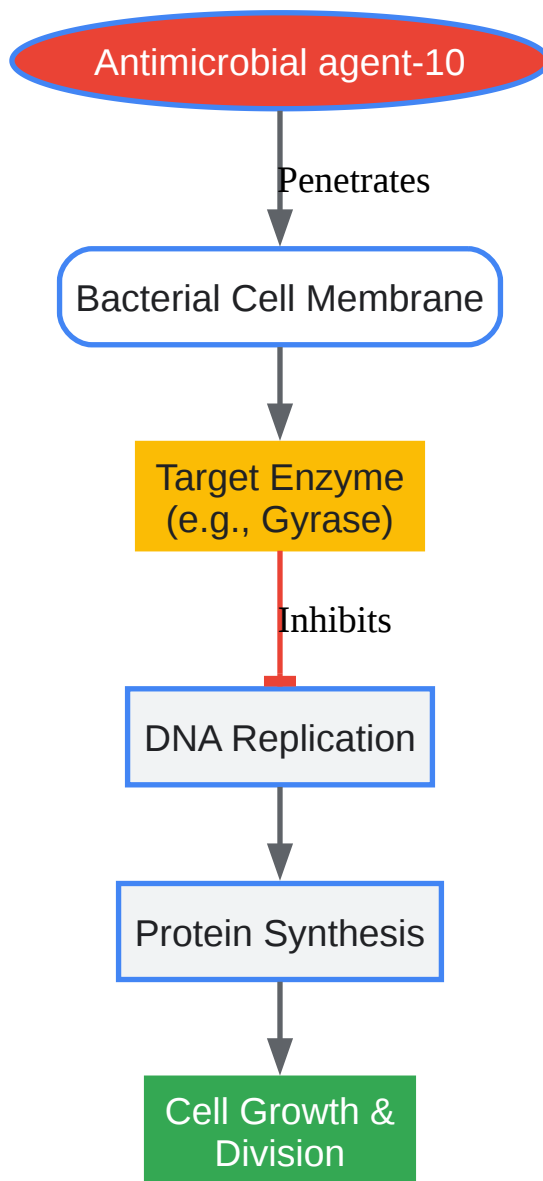 Antimicrobial agent-10
Penetrates
Bacterial Cell Membrane
Target Enzyme
(e.g., Gyrase)
Inhibits
DNA Replication
Protein Synthesis
Cell Growth &
Division